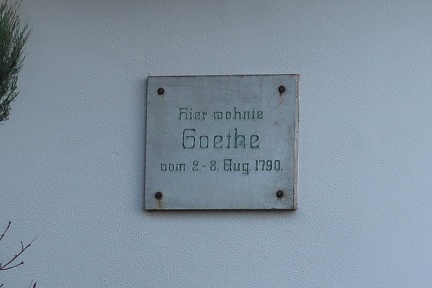 Hier wohnte
Goethe
vom 2.-8. Aug. 1790.